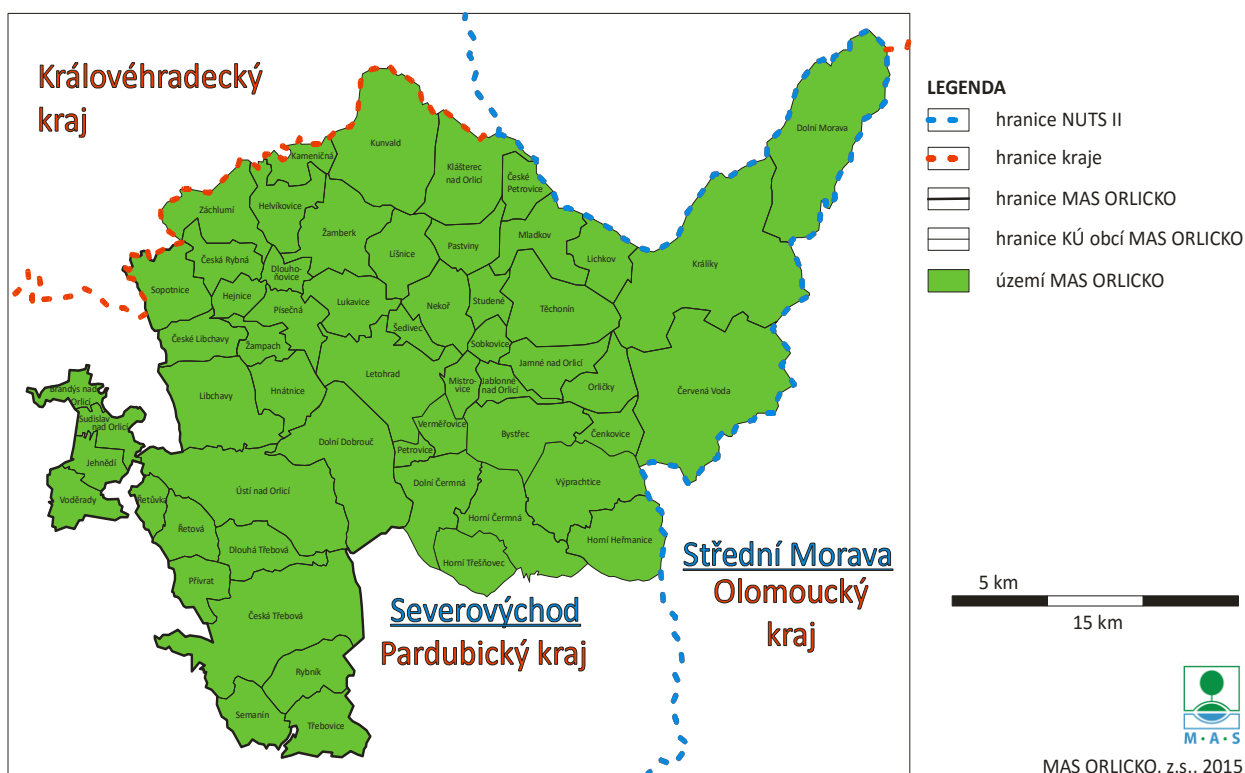 Královéhradecký
kraj
Dolní Morava
Kunvald
Kameničná
Klášterec
nad Orlicí
České
Petrovice
Záchlumí
Helvíkovice
Žamberk
Líšnice
Pastviny
Mladkov
Lichkov
Králíky
Česká Rybná
Dlouho-
ňovice
Sopotnice
Hejnice
Písečná
Lukavice
Nekoř
Studené
Těchonín
České Libchavy
Žampach
Šedivec
Sobkovice
Letohrad
Jamné nad Orlicí
Libchavy
Hnátnice
Mistro-
vice
Jablonné
nad Orlicí
Orličky
Červená Voda
Brandýs nad
Orlicí
Sudislav
nad Orlicí
Jehnědí
Voděrady
Dolní Dobrouč
Verměřovice
Petrovice
Bystřec
Čenkovice
Řetůvka
Ústí nad Orlicí
Dolní Čermná
Výprachtice
Řetová
Horní Čermná
Dlouhá Třebová
Horní Heřmanice
Horní Třešňovec
Přívrat
Česká Třebová
Rybník
Semanín
Třebovice
Severovýchod
Pardubický kraj
Střední Morava
Olomoucký
kraj
LEGENDA
hranice NUTS II
hranice kraje
hranice MAS ORLICKO
hranice KÚ obcí MAS ORLICKO
území MAS ORLICKO
5 km
15 km
M·A·S
MAS ORLICKO, z.s., 2015